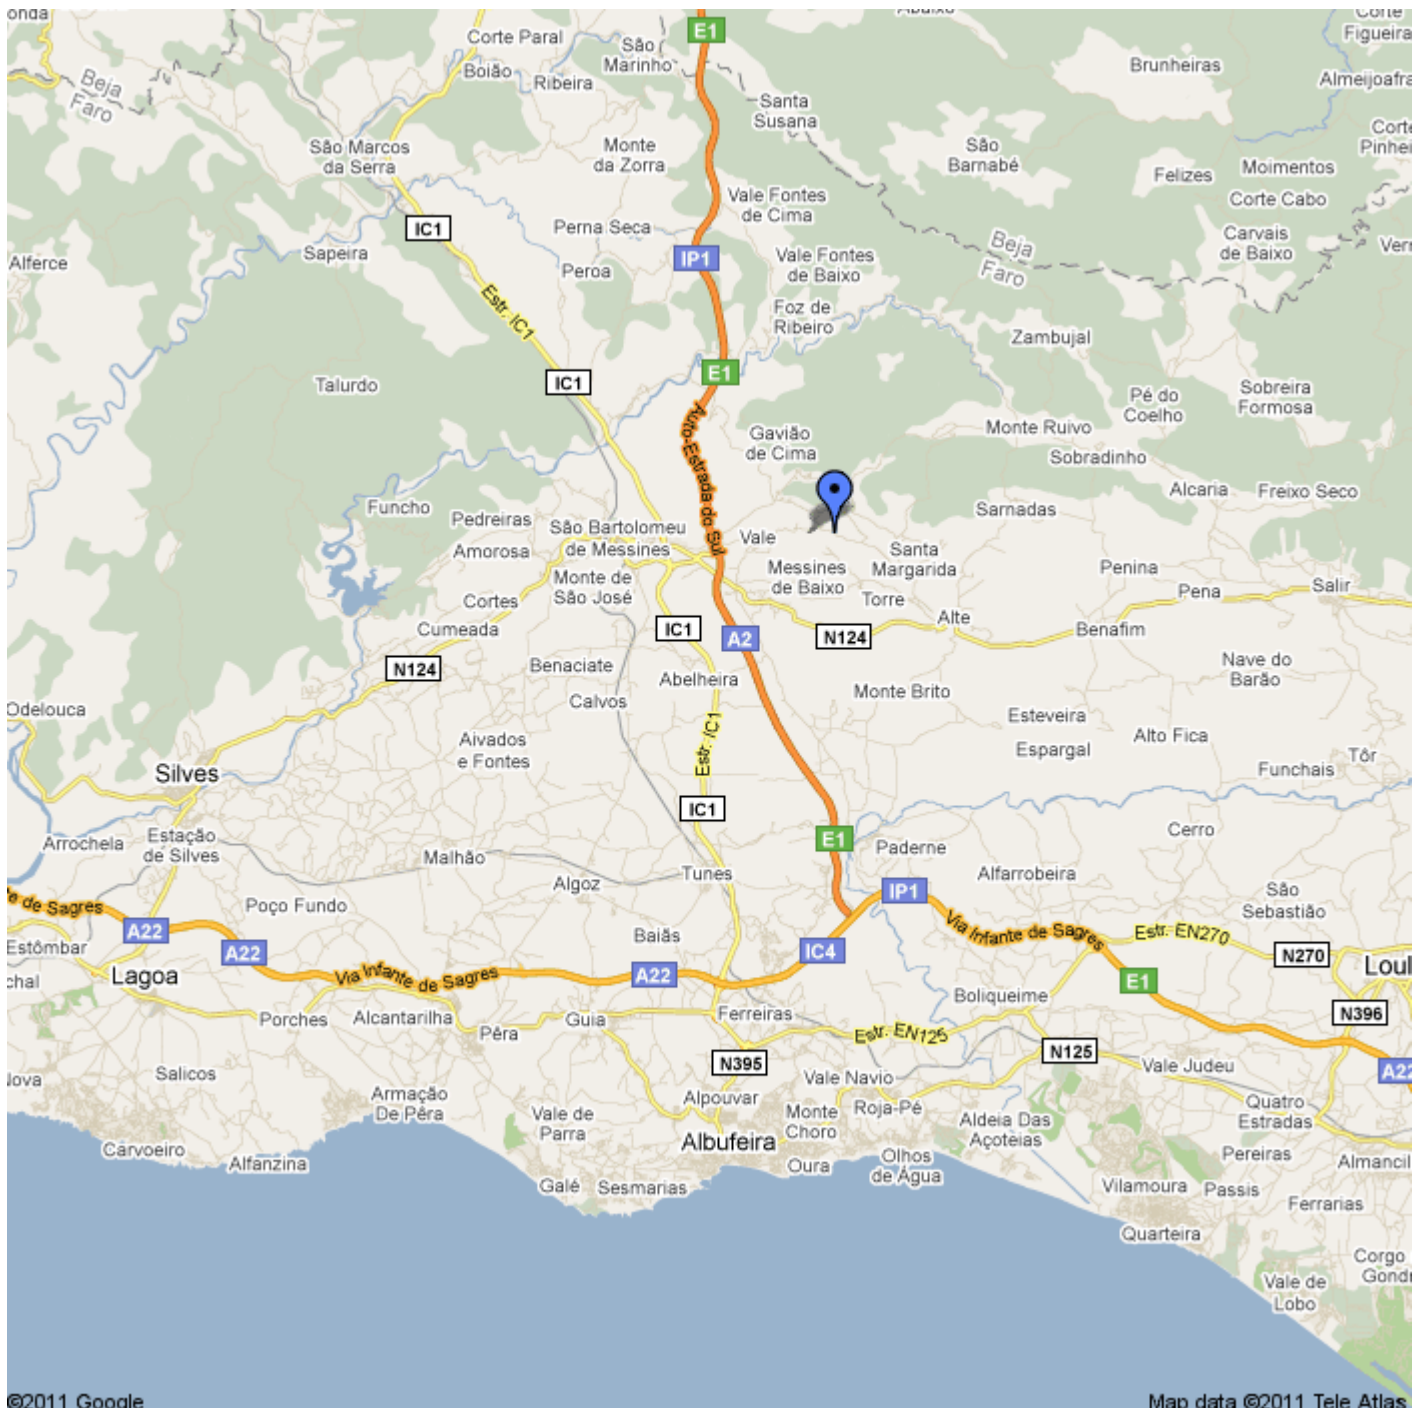 onda
Corte Paral
São
Marinho
E1
Abaixo
Corte
Figueira
Boião
Ribeira
Brunheiras
Almeijoafra
Beja
Faro
Santa
Susana
São Marcos
da Serra
Monte
da Zorra
São
Barnabé
Corte
Pinhei
Felizes
Moimentos
Corte Cabo
Vale Fontes
de Cima
IC1
Perna Seca
Carvais
de Baixo
Beja
Faro
Alferce
Sapeira
IP1
Peroa
Vale Fontes
de Baixo
Estr. IC1
Foz de
Ribeiro
Zambujal
E1
IC1
Talurdo
Pé do
Coelho
Sobreira
Formosa
Auto-Estrada do Sul
Gavião
de Cima
Monte Ruivo
Sobradinho
Alcaria
Freixo Seco
Funcho
Pedreiras
Amorosa
São Bartolomeu
de Messines
Vale
Sarnadas
Santa
Margarida
Messines
de Baixo
Penina
Monte de
São José
Pena
Salir
Cortes
Torre
Alte
Cumeada
IC1
A2
N124
Benafim
N124
Benaciate
Abelheira
Calvos
Monte Brito
Nave do
Barão
Odelouca
Esteveira
Estr. IC1
Aivados
e Fontes
Espargal
Alto Fica
Tôr
Funchais
Silves
IC1
Estação
de Silves
Arrochela
E1
Cerro
Paderne
Malhão
Algoz
Tunes
Alfarrobeira
IP1
te de Sagres
Poço Fundo
São
Sebastião
A22
A22
Baiãs
IC4
Via Infante de Sagres
Estr. EN270
N270
Estômbar
Lagoa
Via Infante de Sagres
A22
E1
Loul
chal
Boliqueime
Porches
Alcantarilha
Pêra
Guia
Ferreiras
Estr. EN125
N396
N395
N125
Vale Judeu
A22
Nova
Salicos
Vale Navio
Armação
De Pêra
Alpouvar
Roja-Pé
Quatro
Estradas
Vale de
Parra
Monte
Choro
Aldeia Das
Açoteias
Albufeira
Carvoeiro
Alfanzina
Oura
Olhos
de Água
Pereiras
Almancil
Galé
Sesmarias
Vilamoura
Passis
Ferrarias
Quarteira
Corgo
Gond
Vale de
Lobo
©2011 Google
Map data ©2011 Tele Atlas